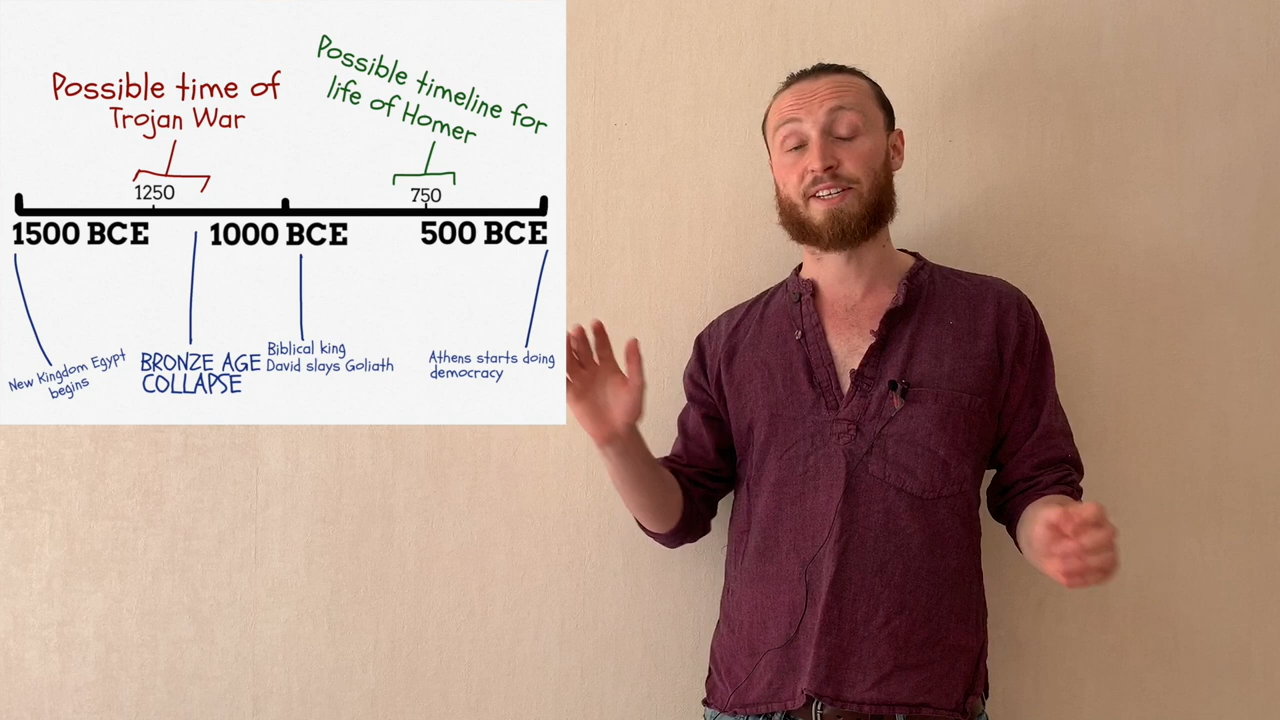 Possible time of
Trojan War
Possible timeline for
life of Homer
1250
750
1500 BCE
1000 BCE
500 BCE
New Kingdom Egypt
begins
BRONZE AGE
COLLAPSE
Biblical king
David slays Goliath
Athens starts doing
democracy